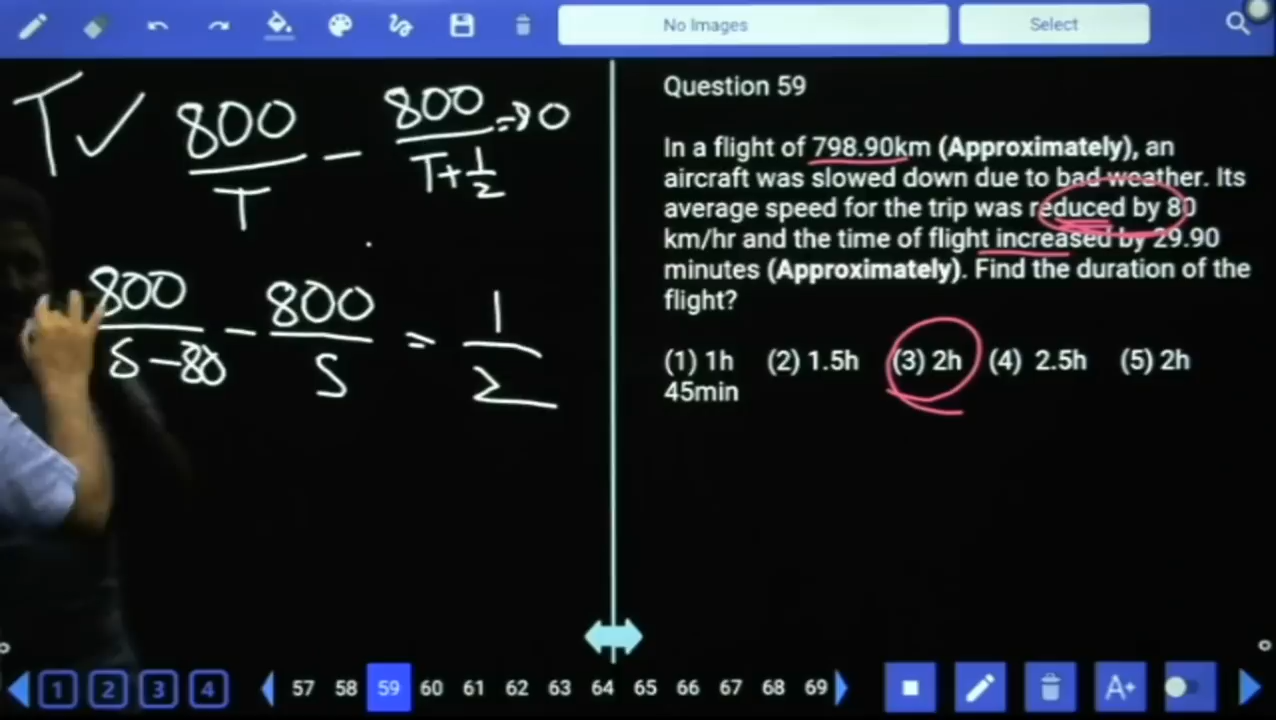 No Images
Select
T ✓ 800/T − 800/(T+1/2) = 80
800/(S−80) − 800/S = 1/2
Question 59
In a flight of 798.90km (Approximately), an
aircraft was slowed down due to bad weather. Its
average speed for the trip was reduced by 80
km/hr and the time of flight increased by 29.90
minutes (Approximately). Find the duration of the
flight?
(1) 1h (2) 1.5h (3) 2h (4) 2.5h (5) 2h
45min
1 2 3 4 57 58 59 60 61 62 63 64 65 66 67 68 69 A+